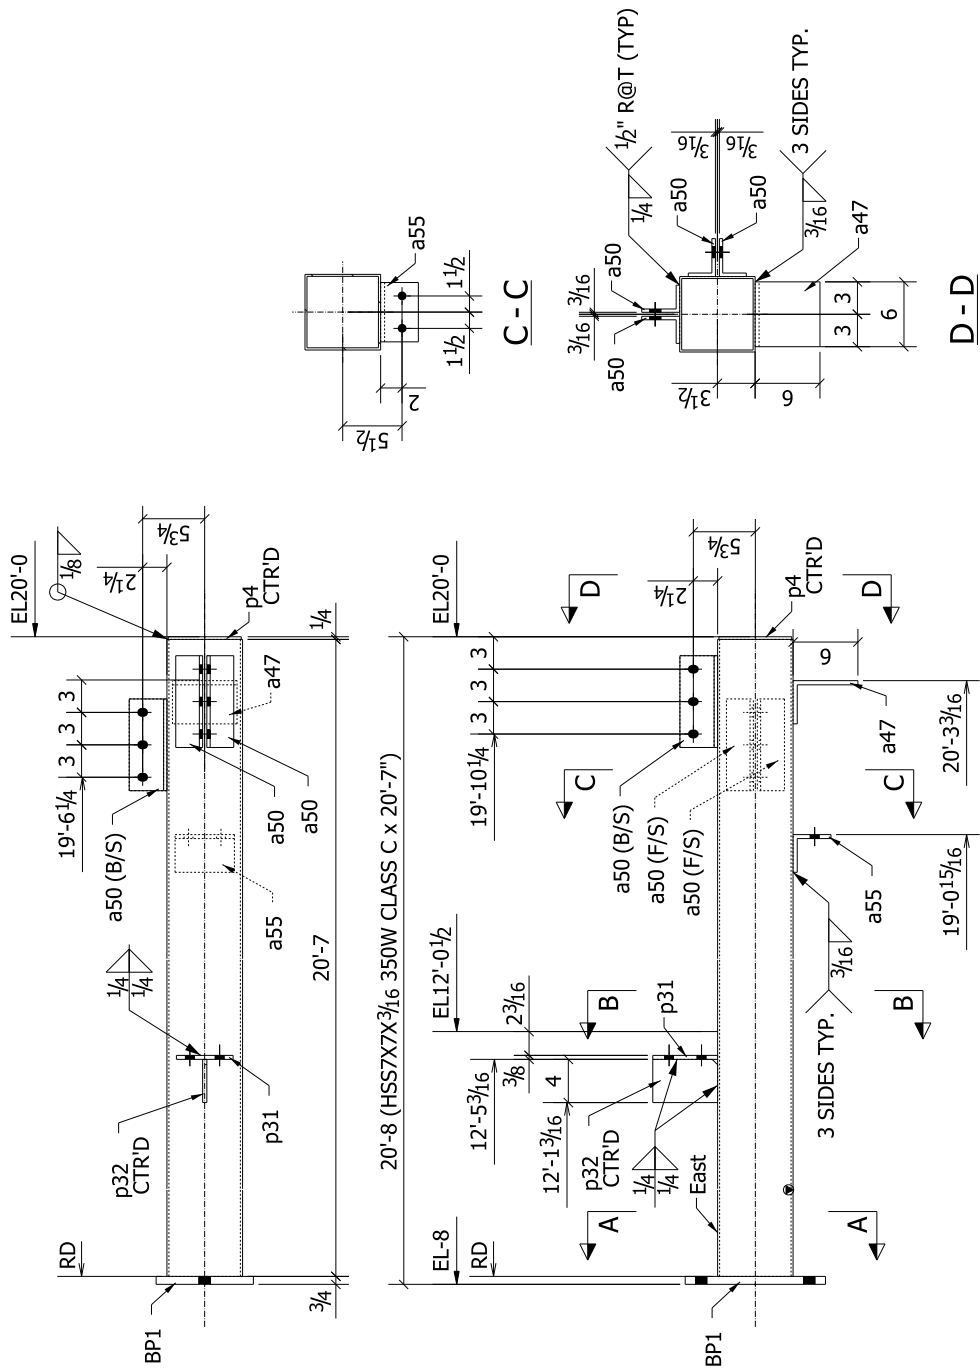 EL20'-0
1/8
5 3/4
2 1/4
p4
CTR'D
1/4
3
3
3
19'-6 1/4
a50 (B/S)
a47
a50
a50
a55
1/4
1/4
20'-7
p32
CTR'D
p31
RD
BP1
3/4
20'-8 (HSS7X7X3/16 350W CLASS C x 20'-7")
EL20'-0
3
3
3
19'-10 1/4
5 3/4
2 1/4
D
D
p4
CTR'D
6
a47
20'-3 3/16
C
C
a50 (B/S)
a50 (F/S)
a50 (F/S)
a55
19'-0 15/16
3/16
3 SIDES TYP.
EL12'-0 1/2
2 3/16
3/8
4
12'-5 3/16
12'-1 3/16
B
B
p31
p32
CTR'D
1/4
1/4
East
A
A
EL-8
RD
BP1
a55
1 1/2
1 1/2
2
5 1/2
C - C
1/2" R@T (TYP)
1/4
3/16
3/16
a50
a50
3 SIDES TYP.
3/16
a47
a50
a50
3/16
3/16
3 1/2
6
3
3
6
D - D